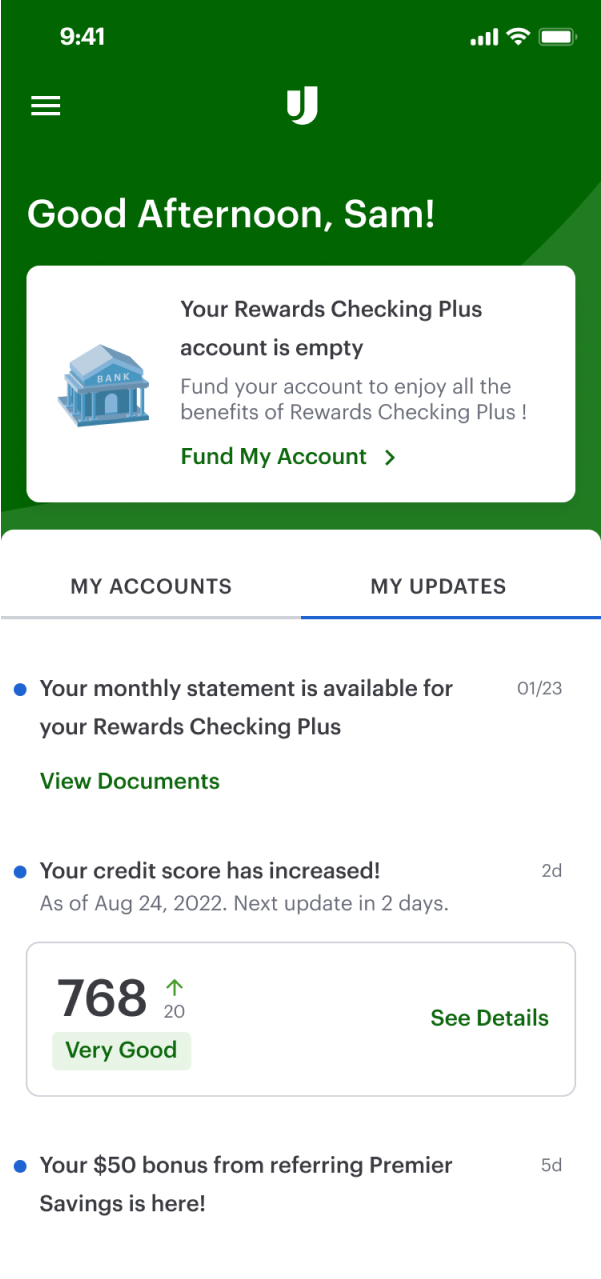 9:41
Good Afternoon, Sam!
Your Rewards Checking Plus
account is empty
BANK
Fund your account to enjoy all the
benefits of Rewards Checking Plus !
Fund My Account
MY ACCOUNTS
MY UPDATES
Your monthly statement is available for
01/23
your Rewards Checking Plus
View Documents
Your credit score has increased!
2d
As of Aug 24, 2022. Next update in 2 days.
768
20
Very Good
See Details
Your $50 bonus from referring Premier
5d
Savings is here!